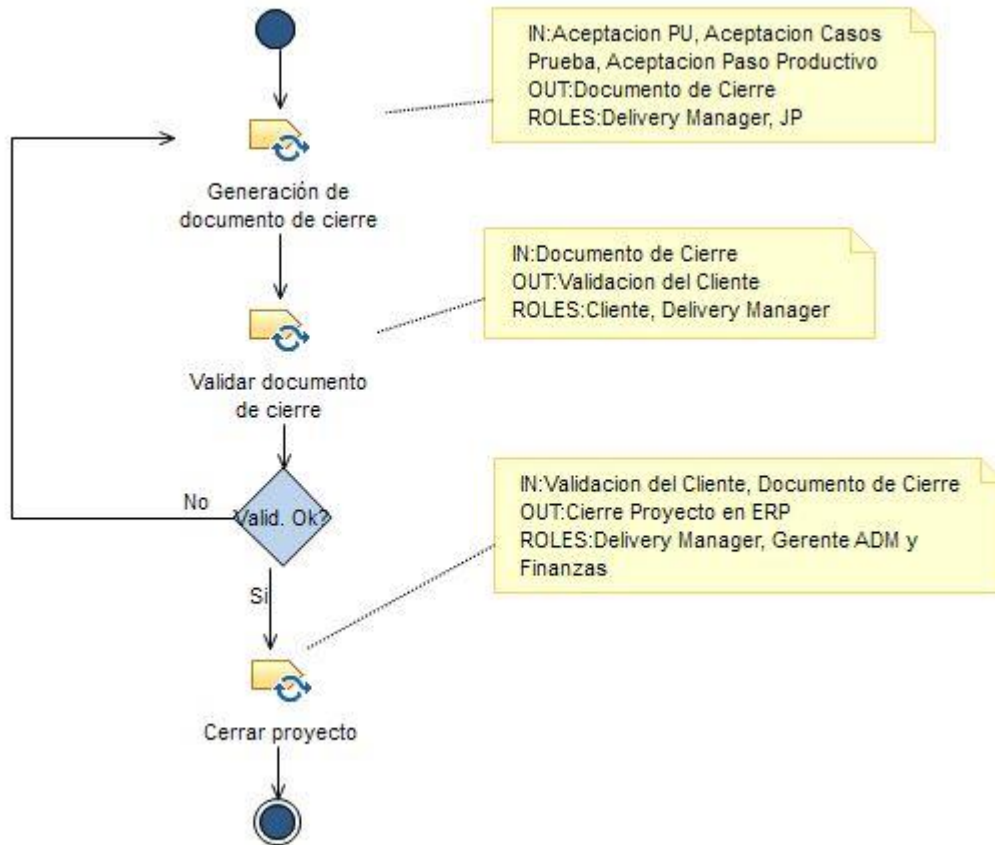 IN:Aceptacion PU, Aceptacion Casos
Prueba, Aceptacion Paso Productivo
OUT:Documento de Cierre
ROLES:Delivery Manager, JP
Generación de
documento de cierre
IN:Documento de Cierre
OUT:Validacion del Cliente
ROLES:Cliente, Delivery Manager
Validar documento
de cierre
No
Valid. Ok?
IN:Validacion del Cliente, Documento de Cierre
OUT:Cierre Proyecto en ERP
ROLES:Delivery Manager, Gerente ADM y
Finanzas
Si
Cerrar proyecto